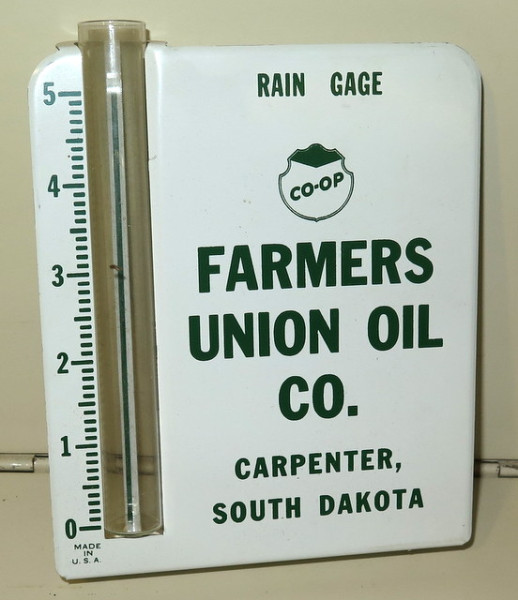 RAIN GAGE
CO-OP
FARMERS
UNION OIL
CO.
CARPENTER,
SOUTH DAKOTA
5
4
3
2
1
0
MADE
IN
U.S.A.